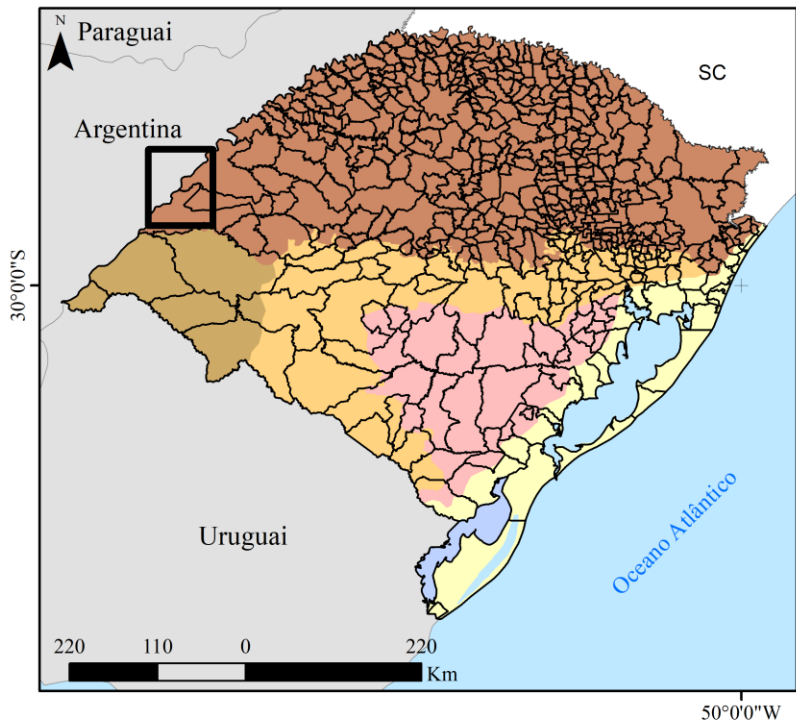 Paraguai
N
SC
Argentina
30°0'0"S
Uruguai
Oceano Atlântico
220 110 0 220
Km
50°0'0"W